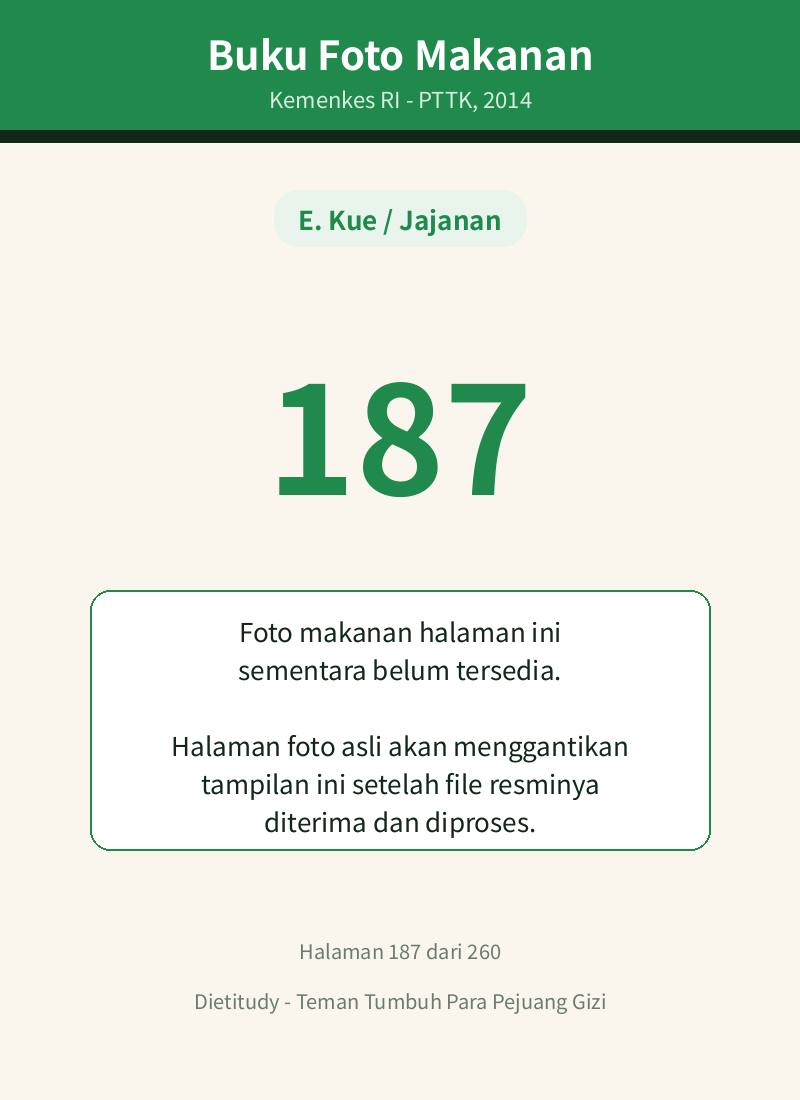 Buku Foto Makanan
Kemenkes RI - PTTK, 2014
E. Kue / Jajanan
187
Foto makanan halaman ini
sementara belum tersedia.
Halaman foto asli akan menggantikan
tampilan ini setelah file resminya
diterima dan diproses.
Halaman 187 dari 260
Dietitudy - Teman Tumbuh Para Pejuang Gizi